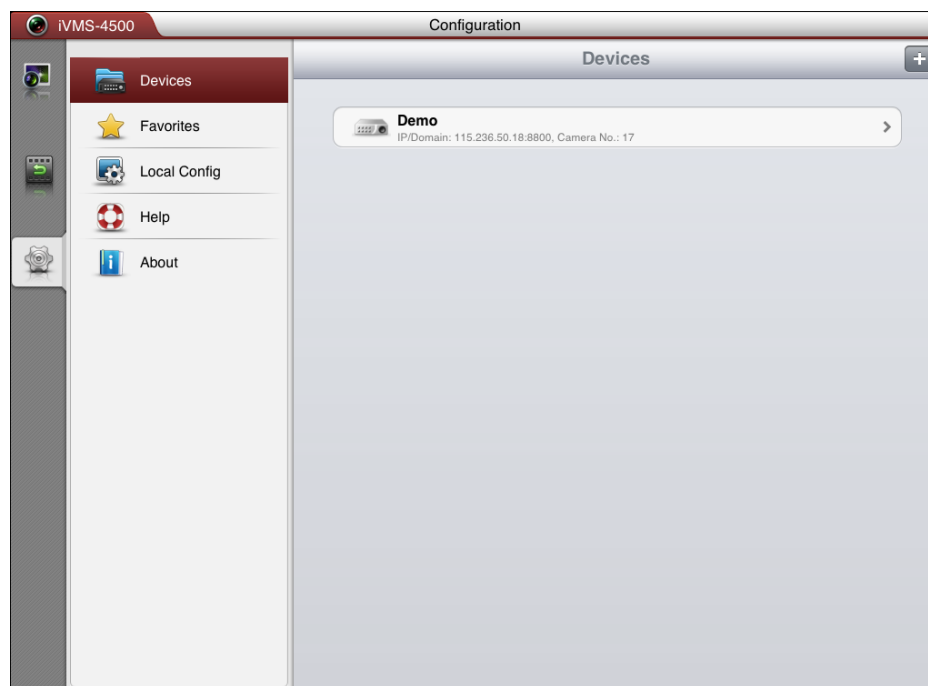 iVMS-4500
Configuration
Devices
Devices
Favorites
Local Config
Help
About
Demo
IP/Domain: 115.236.50.18:8800, Camera No.: 17